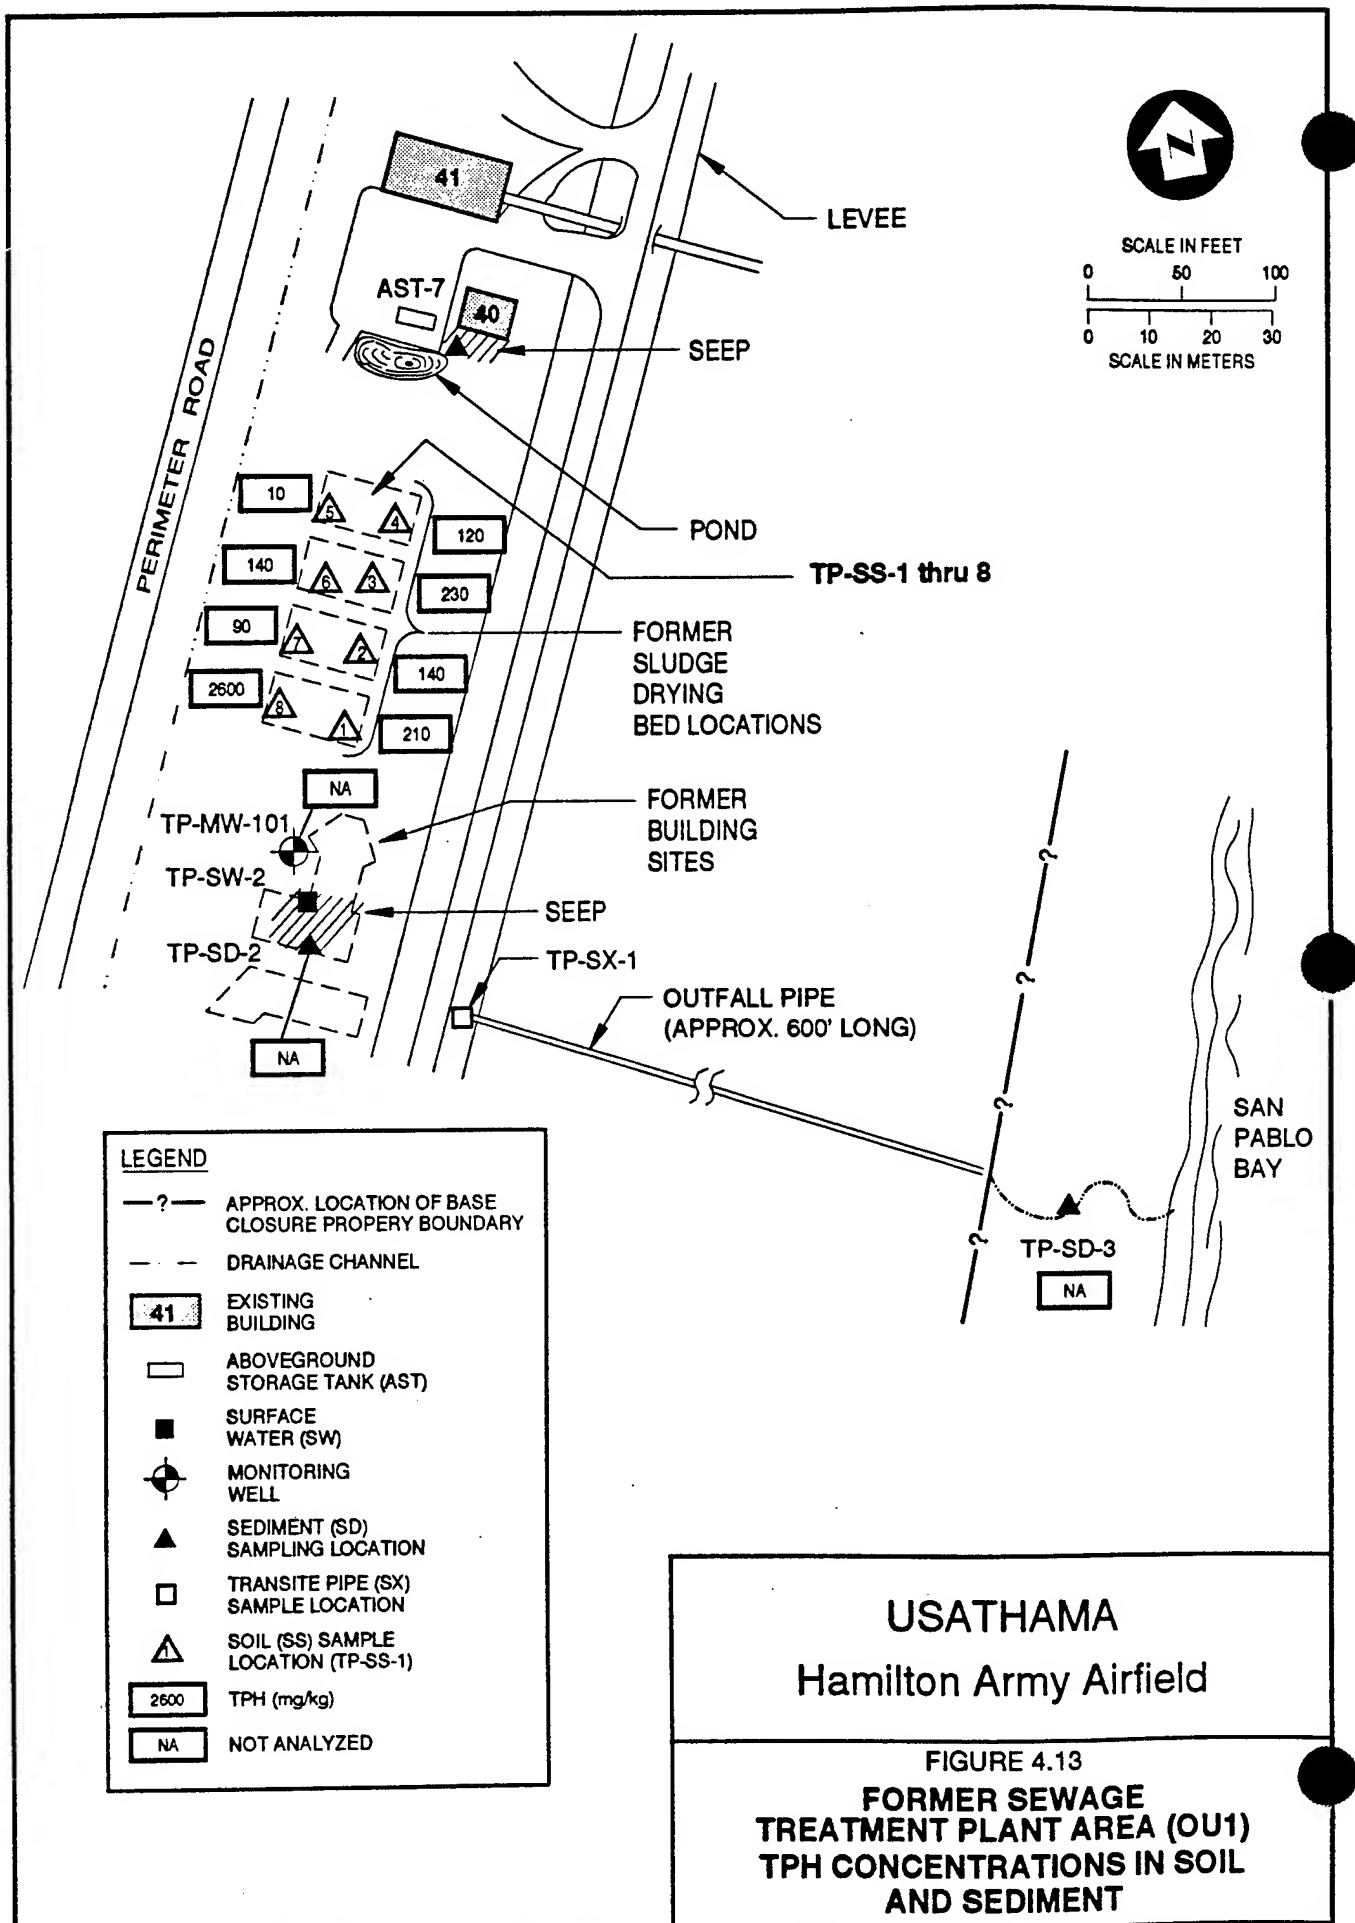 N
LEVEE
SCALE IN FEET
0 50 100
0 10 20 30
SCALE IN METERS
41
AST-7
40
SEEP
PERIMETER ROAD
POND
TP-SS-1 thru 8
10
5
4
120
140
6
3
230
90
7
2
140
2600
8
1
210
FORMER
SLUDGE
DRYING
BED LOCATIONS
NA
TP-MW-101
FORMER
BUILDING
SITES
TP-SW-2
SEEP
TP-SD-2
TP-SX-1
OUTFALL PIPE
(APPROX. 600' LONG)
NA
?
?
?
?
SAN
PABLO
BAY
TP-SD-3
NA
LEGEND
?
APPROX. LOCATION OF BASE
CLOSURE PROPERY BOUNDARY
DRAINAGE CHANNEL
41
EXISTING
BUILDING
ABOVEGROUND
STORAGE TANK (AST)
SURFACE
WATER (SW)
MONITORING
WELL
SEDIMENT (SD)
SAMPLING LOCATION
TRANSITE PIPE (SX)
SAMPLE LOCATION
1
SOIL (SS) SAMPLE
LOCATION (TP-SS-1)
2600
TPH (mg/kg)
NA
NOT ANALYZED
USATHAMA
Hamilton Army Airfield
FIGURE 4.13
FORMER SEWAGE
TREATMENT PLANT AREA (OU1)
TPH CONCENTRATIONS IN SOIL
AND SEDIMENT